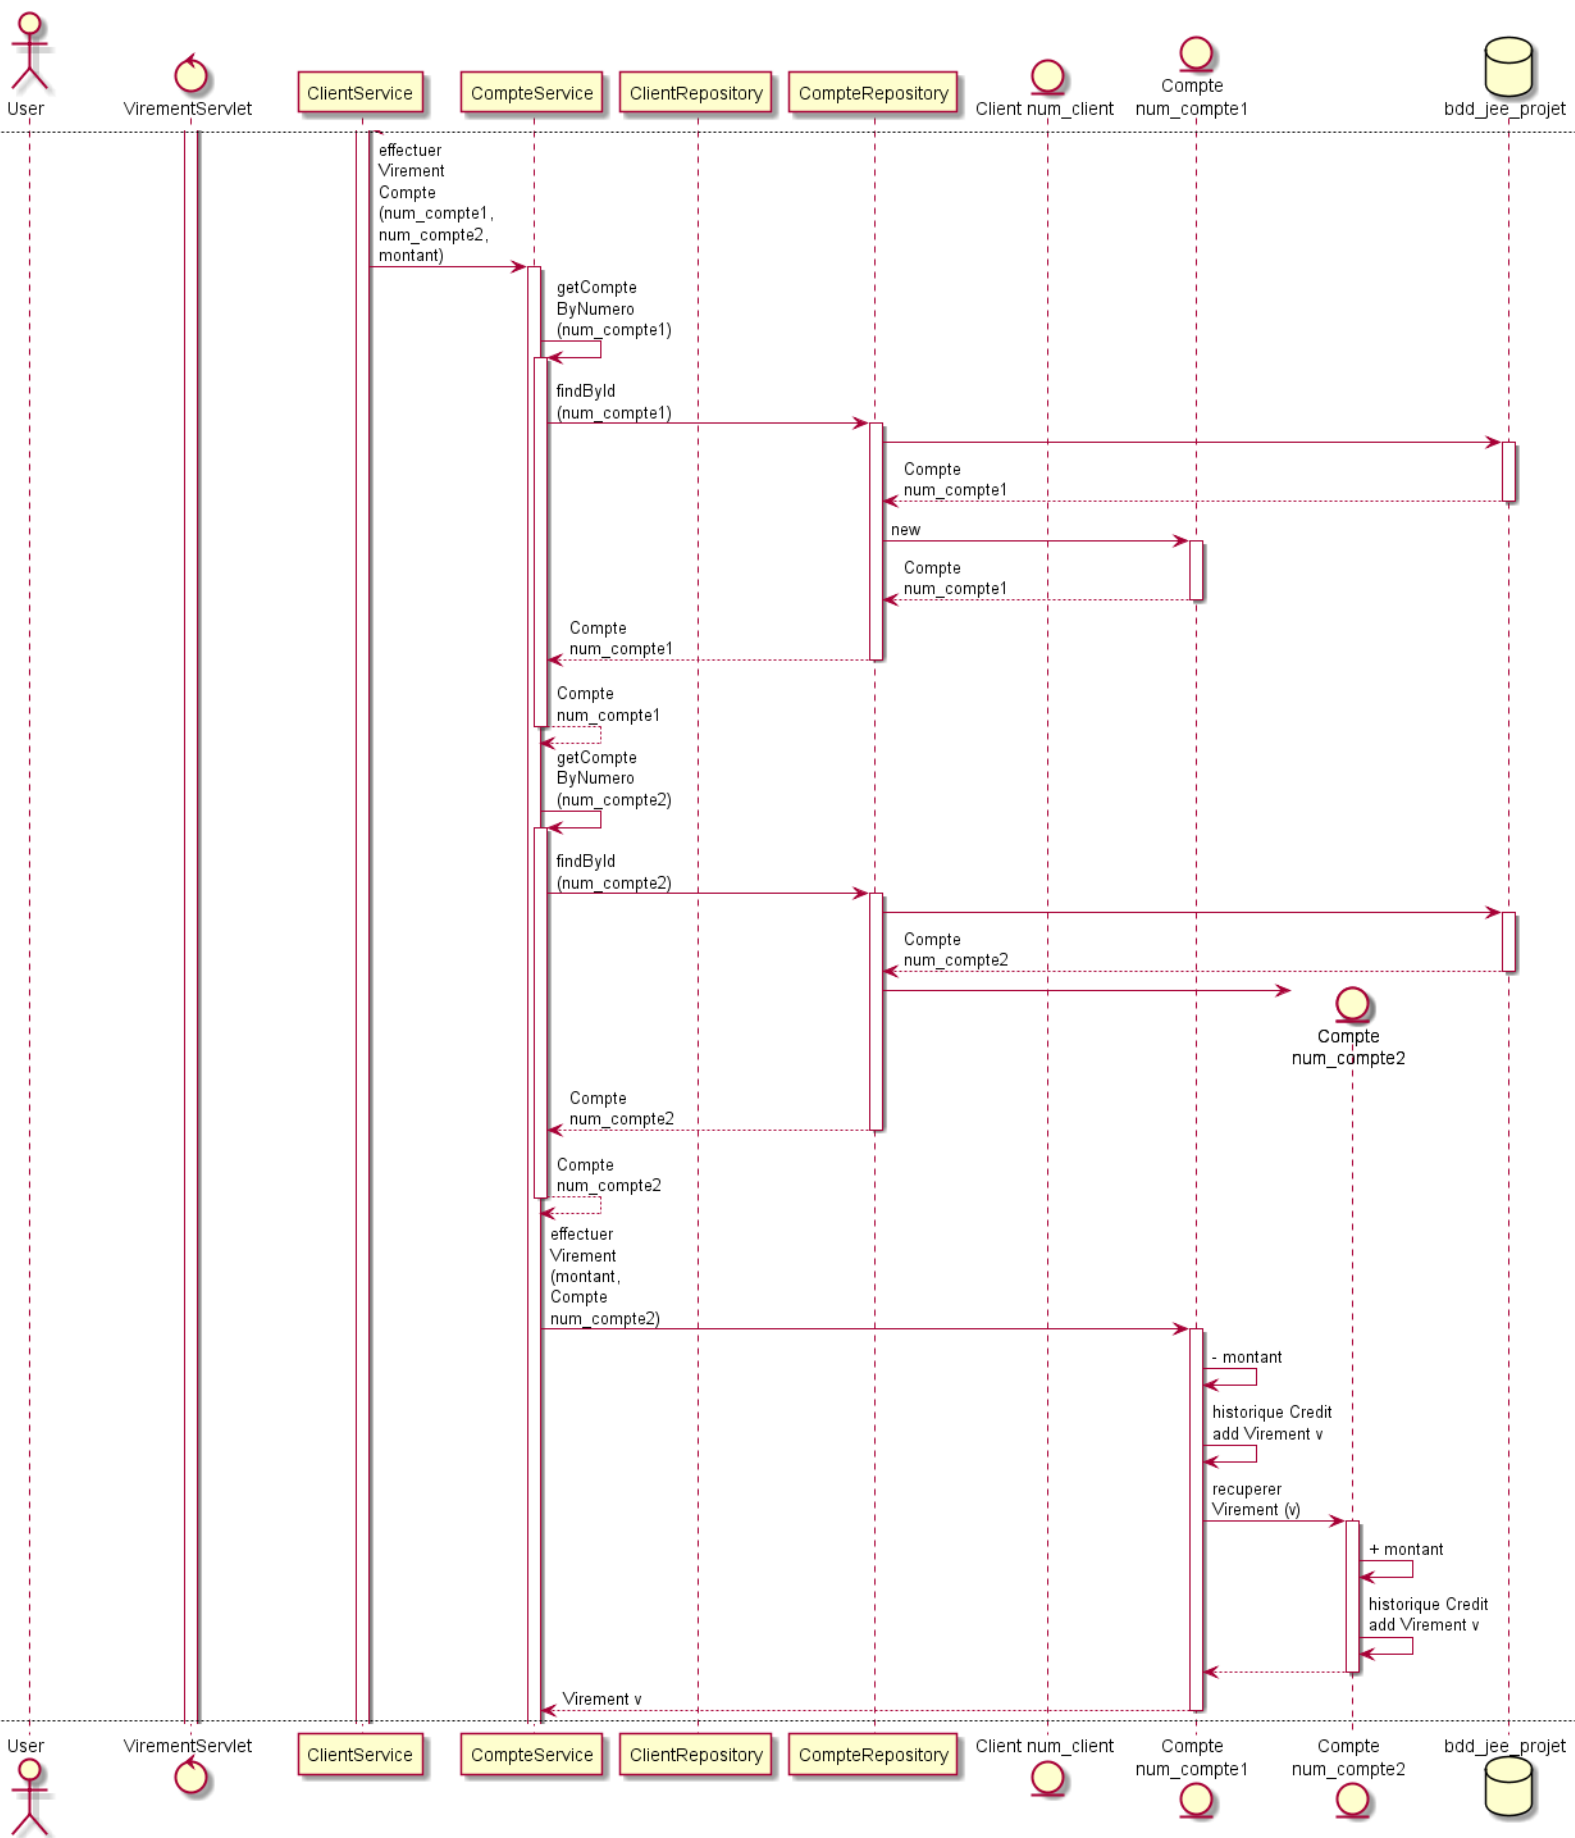 User
VirementServlet
ClientService
CompteService
ClientRepository
CompteRepository
Client num_client
Compte
num_compte1
bdd_jee_projet
effectuer
Virement
Compte
(num_compte1,
num_compte2,
montant)
getCompte
ByNumero
(num_compte1)
findById
(num_compte1)
Compte
num_compte1
new
Compte
num_compte1
Compte
num_compte1
Compte
num_compte1
getCompte
ByNumero
(num_compte2)
findById
(num_compte2)
Compte
num_compte2
Compte
num_compte2
Compte
num_compte2
Compte
num_compte2
effectuer
Virement
(montant,
Compte
num_compte2)
- montant
historique Credit
add Virement v
recuperer
Virement (v)
+ montant
historique Credit
add Virement v
Virement v
User
VirementServlet
ClientService
CompteService
ClientRepository
CompteRepository
Client num_client
Compte
num_compte1
Compte
num_compte2
bdd_jee_projet